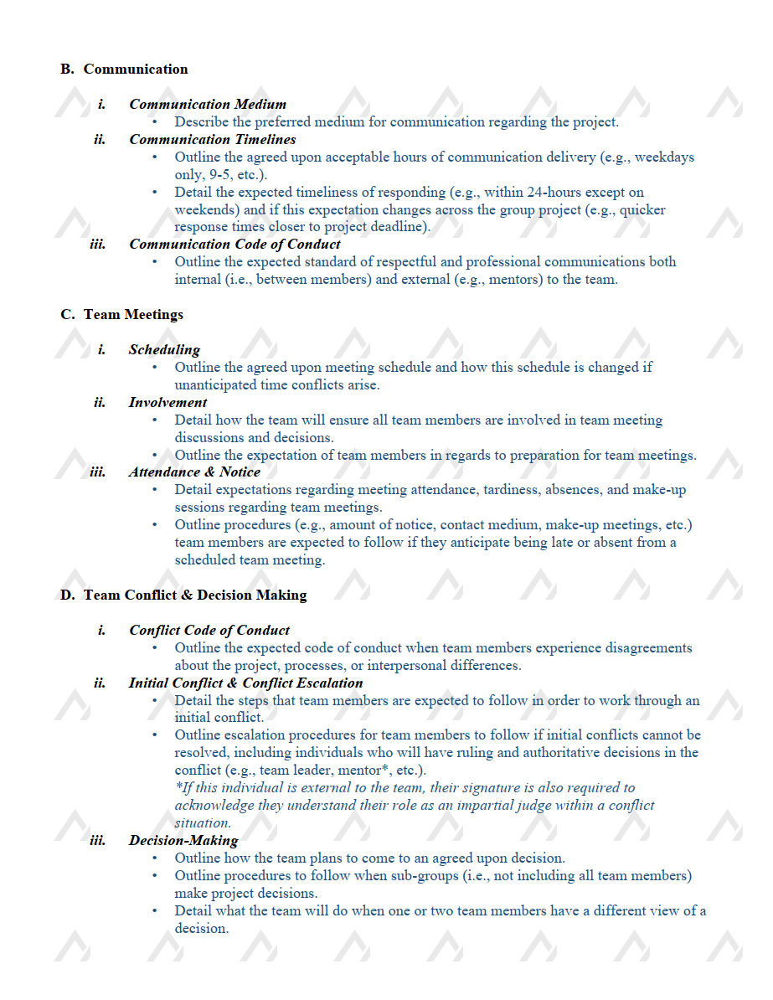 B. Communication
i. Communication Medium
• Describe the preferred medium for communication regarding the project.
ii. Communication Timelines
• Outline the agreed upon acceptable hours of communication delivery (e.g., weekdays
only, 9-5, etc.).
• Detail the expected timeliness of responding (e.g., within 24-hours except on
weekends) and if this expectation changes across the group project (e.g., quicker
response times closer to project deadline).
iii. Communication Code of Conduct
• Outline the expected standard of respectful and professional communications both
internal (i.e., between members) and external (e.g., mentors) to the team.
C. Team Meetings
i. Scheduling
• Outline the agreed upon meeting schedule and how this schedule is changed if
unanticipated time conflicts arise.
ii. Involvement
• Detail how the team will ensure all team members are involved in team meeting
discussions and decisions.
• Outline the expectation of team members in regards to preparation for team meetings.
iii. Attendance & Notice
• Detail expectations regarding meeting attendance, tardiness, absences, and make-up
sessions regarding team meetings.
• Outline procedures (e.g., amount of notice, contact medium, make-up meetings, etc.)
team members are expected to follow if they anticipate being late or absent from a
scheduled team meeting.
D. Team Conflict & Decision Making
i. Conflict Code of Conduct
• Outline the expected code of conduct when team members experience disagreements
about the project, processes, or interpersonal differences.
ii. Initial Conflict & Conflict Escalation
• Detail the steps that team members are expected to follow in order to work through an
initial conflict.
• Outline escalation procedures for team members to follow if initial conflicts cannot be
resolved, including individuals who will have ruling and authoritative decisions in the
conflict (e.g., team leader, mentor*, etc.).
*If this individual is external to the team, their signature is also required to
acknowledge they understand their role as an impartial judge within a conflict
situation.
iii. Decision-Making
• Outline how the team plans to come to an agreed upon decision.
• Outline procedures to follow when sub-groups (i.e., not including all team members)
make project decisions.
• Detail what the team will do when one or two team members have a different view of a
decision.